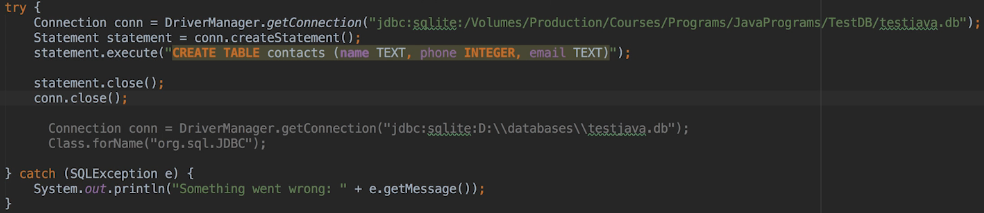 try {
Connection conn = DriverManager.getConnection("jdbc:sqlite:/Volumes/Production/Courses/Programs/JavaPrograms/TestDB/testjava.db");
Statement statement = conn.createStatement();
statement.execute("CREATE TABLE contacts (name TEXT, phone INTEGER, email TEXT)");
statement.close();
conn.close();
Connection conn = DriverManager.getConnection("jdbc:sqlite:D:\\databases\\testjava.db");
Class.forName("org.sql.JDBC");
} catch (SQLException e) {
System.out.println("Something went wrong: " + e.getMessage());
}